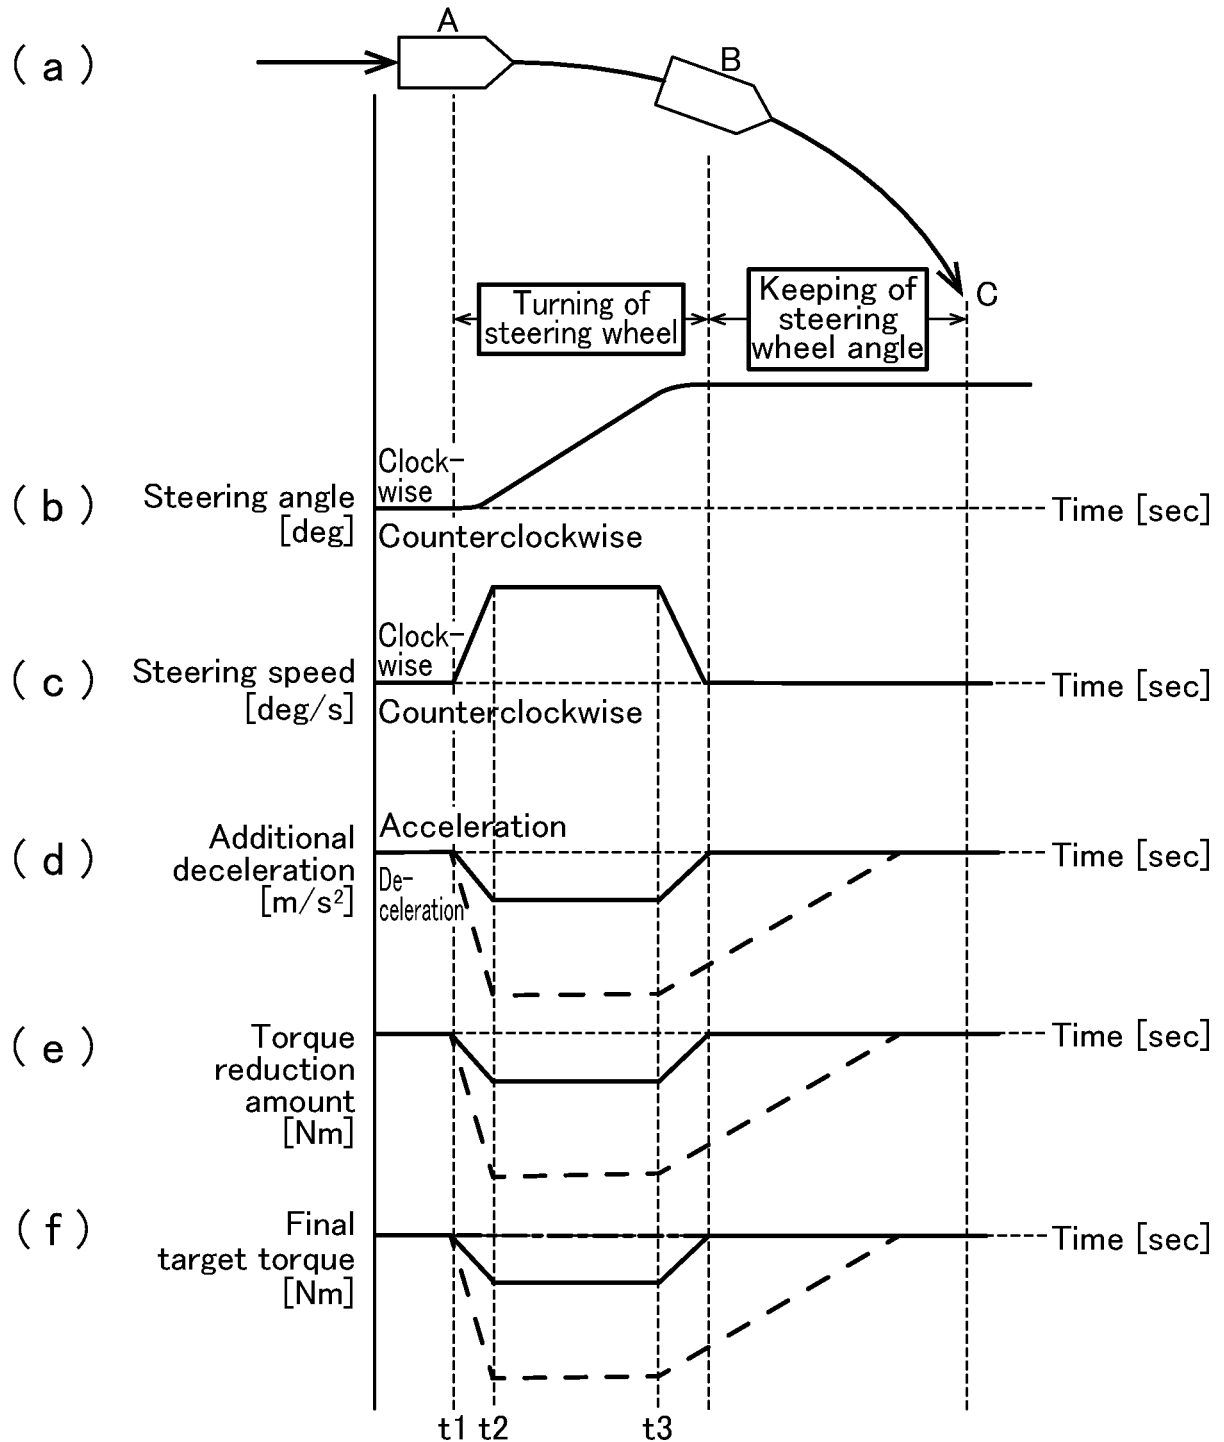 ( a )
A
B
C
Turning of
steering wheel
Keeping of
steering
wheel angle
( b )
Steering angle
[deg]
Clock-
wise
Counterclockwise
Time [sec]
( c )
Steering speed
[deg/s]
Clock-
wise
Counterclockwise
Time [sec]
( d )
Additional
deceleration
[m/s²]
Acceleration
De-
celeration
Time [sec]
( e )
Torque
reduction
amount
[Nm]
Time [sec]
( f )
Final
target torque
[Nm]
Time [sec]
t1 t2 t3